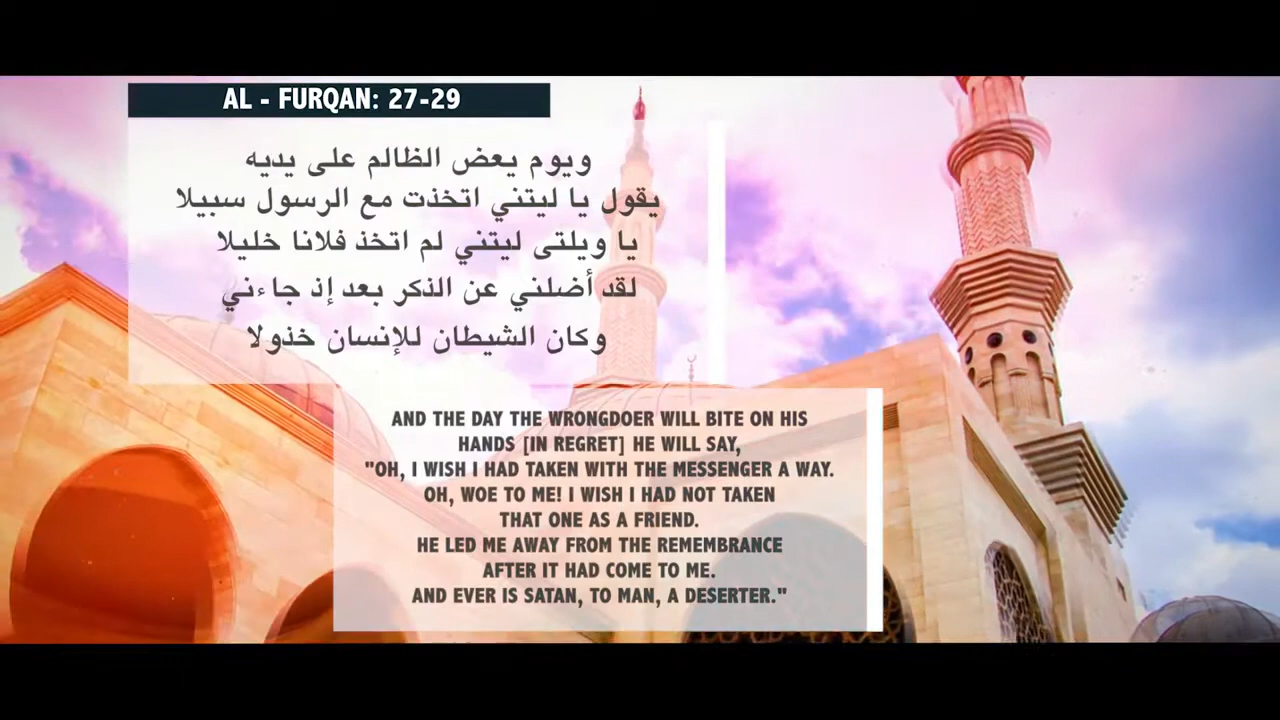 AL - FURQAN: 27-29
ويوم يعض الظالم على يديه
يقول يا ليتني اتخذت مع الرسول سبيلا
يا ويلتى ليتني لم اتخذ فلانا خليلا
لقد أضلني عن الذكر بعد إذ جاءني
وكان الشيطان للإنسان خذولا
AND THE DAY THE WRONGDOER WILL BITE ON HIS
HANDS [IN REGRET] HE WILL SAY,
"OH, I WISH I HAD TAKEN WITH THE MESSENGER A WAY.
OH, WOE TO ME! I WISH I HAD NOT TAKEN
THAT ONE AS A FRIEND.
HE LED ME AWAY FROM THE REMEMBRANCE
AFTER IT HAD COME TO ME.
AND EVER IS SATAN, TO MAN, A DESERTER."